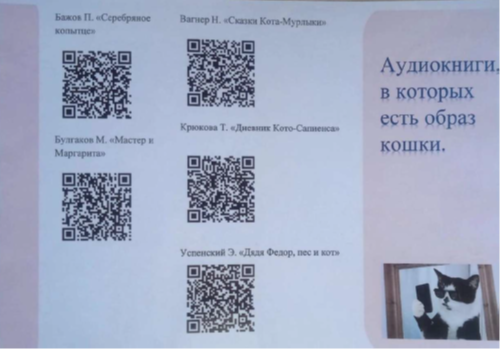 Бажов П. «Серебряное
копытце»
Булгаков М. «Мастер и
Маргарита»
Вагнер Н. «Сказки Кота-Мурлыки»
Крюкова Т. «Дневник Кото-Сапиенса»
Успенский Э. «Дядя Федор, пес и кот»
Аудиокниги,
в которых
есть образ
кошки.